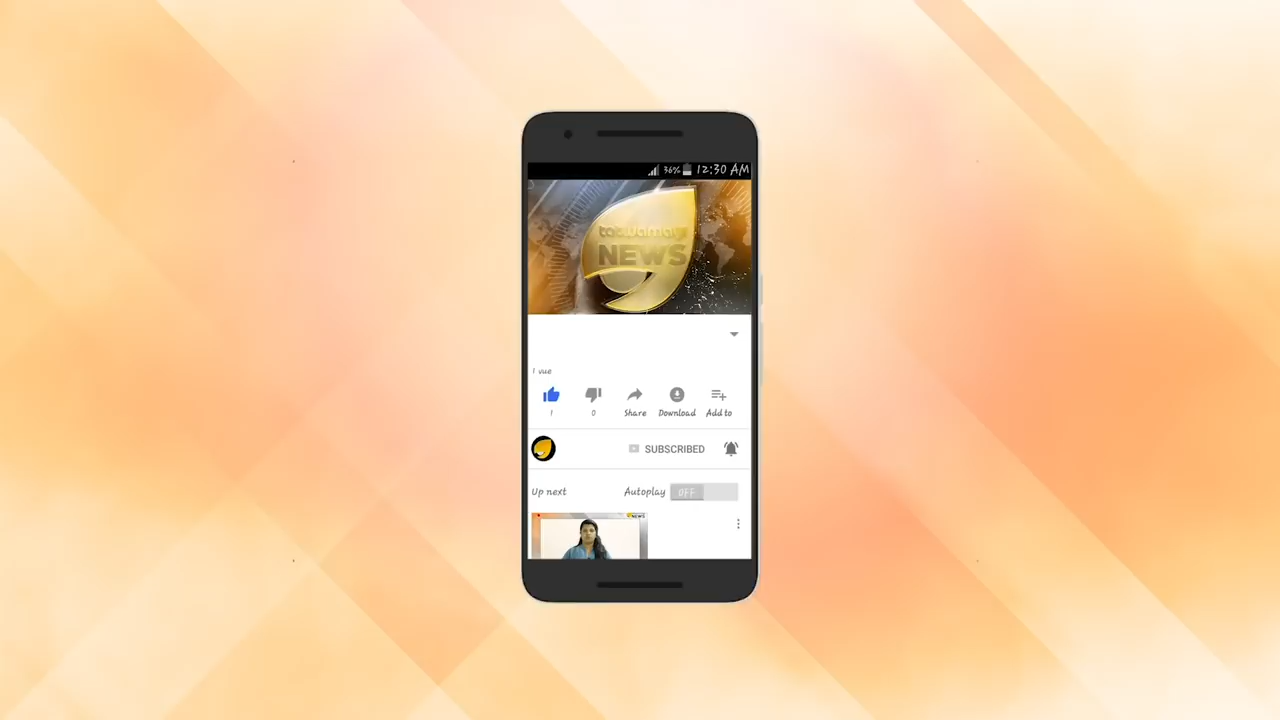 36% 12:30 AM
tatwamayi
NEWS
1 vue
1 0 Share Download Add to
SUBSCRIBED
Up next Autoplay OFF
NEWS